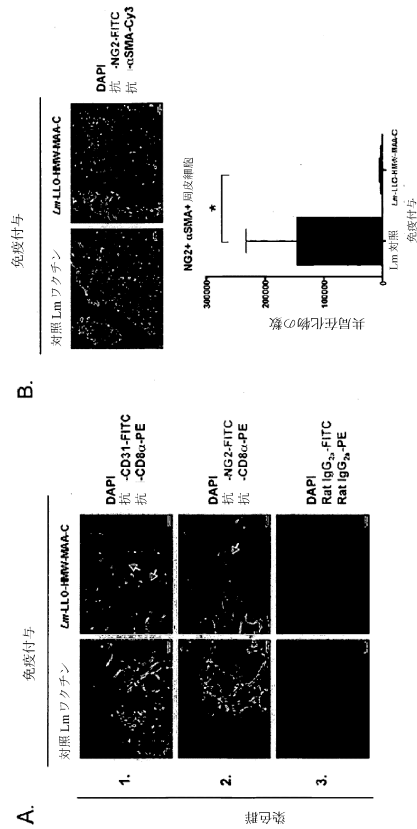 A.
免疫付与
対照 Lm ワクチン
Lm-LLO-HMW-MAA-C
染色群
1.
DAPI
抗 -CD31-FITC
抗 -CD8α-PE
2.
DAPI
抗 -NG2-FITC
抗 -CD8α-PE
3.
DAPI
Rat IgG2a-FITC
Rat IgG2a-PE
B.
免疫付与
対照 Lm ワクチン
Lm-LLO-HMW-MAA-C
DAPI
抗 -NG2-FITC
抗 -αSMA-Cy3
NG2+ αSMA+ 周皮細胞
*
共局在化物の数
300000
200000
100000
0
Lm 対照
Lm-LLO-HMW-MAA-C
免疫付与